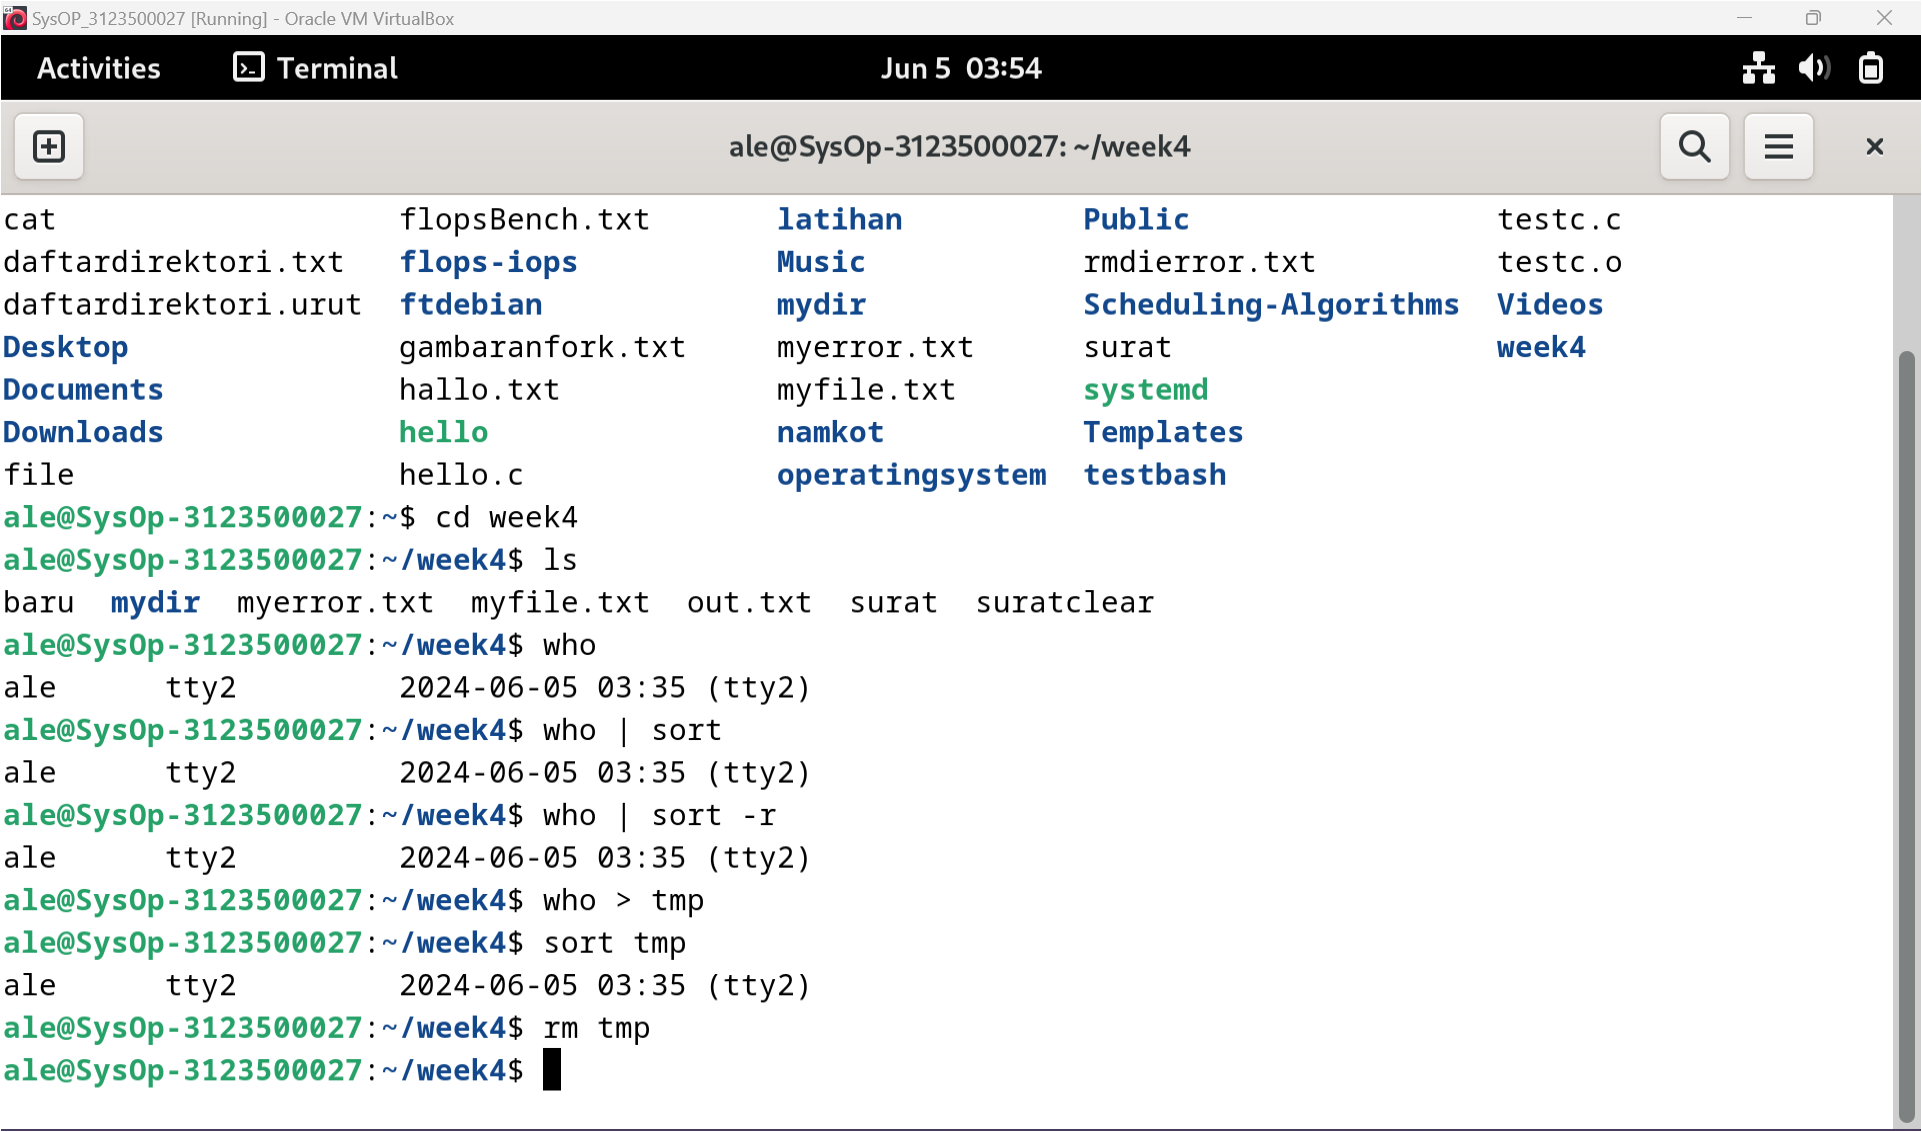 SysOP_3123500027 [Running] - Oracle VM VirtualBox
Activities Terminal Jun 5 03:54
ale@SysOp-3123500027: ~/week4
cat flopsBench.txt latihan Public testc.c
daftardirektori.txt flops-iops Music rmdierror.txt testc.o
daftardirektori.urut ftdebian mydir Scheduling-Algorithms Videos
Desktop gambaranfork.txt myerror.txt surat week4
Documents hallo.txt myfile.txt systemd
Downloads hello namkot Templates
file hello.c operatingsystem testbash
ale@SysOp-3123500027:~$ cd week4
ale@SysOp-3123500027:~/week4$ ls
baru mydir myerror.txt myfile.txt out.txt surat suratclear
ale@SysOp-3123500027:~/week4$ who
ale tty2 2024-06-05 03:35 (tty2)
ale@SysOp-3123500027:~/week4$ who | sort
ale tty2 2024-06-05 03:35 (tty2)
ale@SysOp-3123500027:~/week4$ who | sort -r
ale tty2 2024-06-05 03:35 (tty2)
ale@SysOp-3123500027:~/week4$ who > tmp
ale@SysOp-3123500027:~/week4$ sort tmp
ale tty2 2024-06-05 03:35 (tty2)
ale@SysOp-3123500027:~/week4$ rm tmp
ale@SysOp-3123500027:~/week4$